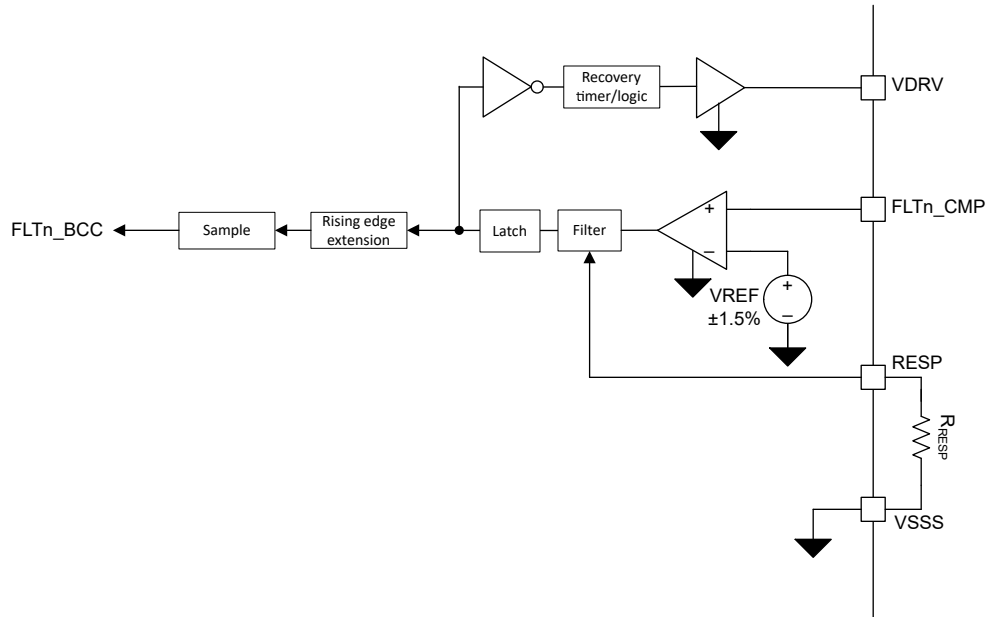 Recovery
timer/logic
VDRV
FLTn_CMP
+
FLTn_BCC
Sample
Rising edge
extension
Latch
Filter
–
VREF
±1.5%
+
–
RESP
RRESP
VSSS